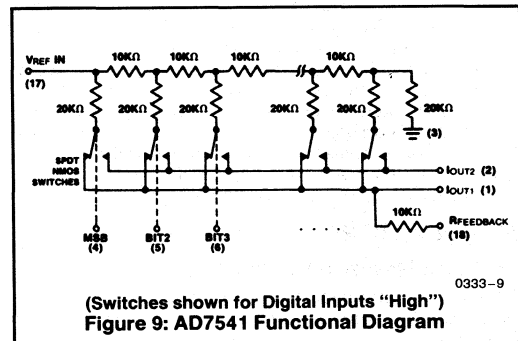 10KΩ 10KΩ 10KΩ 10KΩ
VREF IN
(17)
20KΩ 20KΩ 20KΩ 20KΩ 20KΩ 20KΩ
(3)
SPDT
NMOS
SWITCHES
IOUT2 (2)
IOUT1 (1)
10KΩ
RFEEDBACK
(18)
MSB BIT2 BIT3 . . . .
(4) (5) (6)
0333–9
(Switches shown for Digital Inputs “High”)
Figure 9: AD7541 Functional Diagram